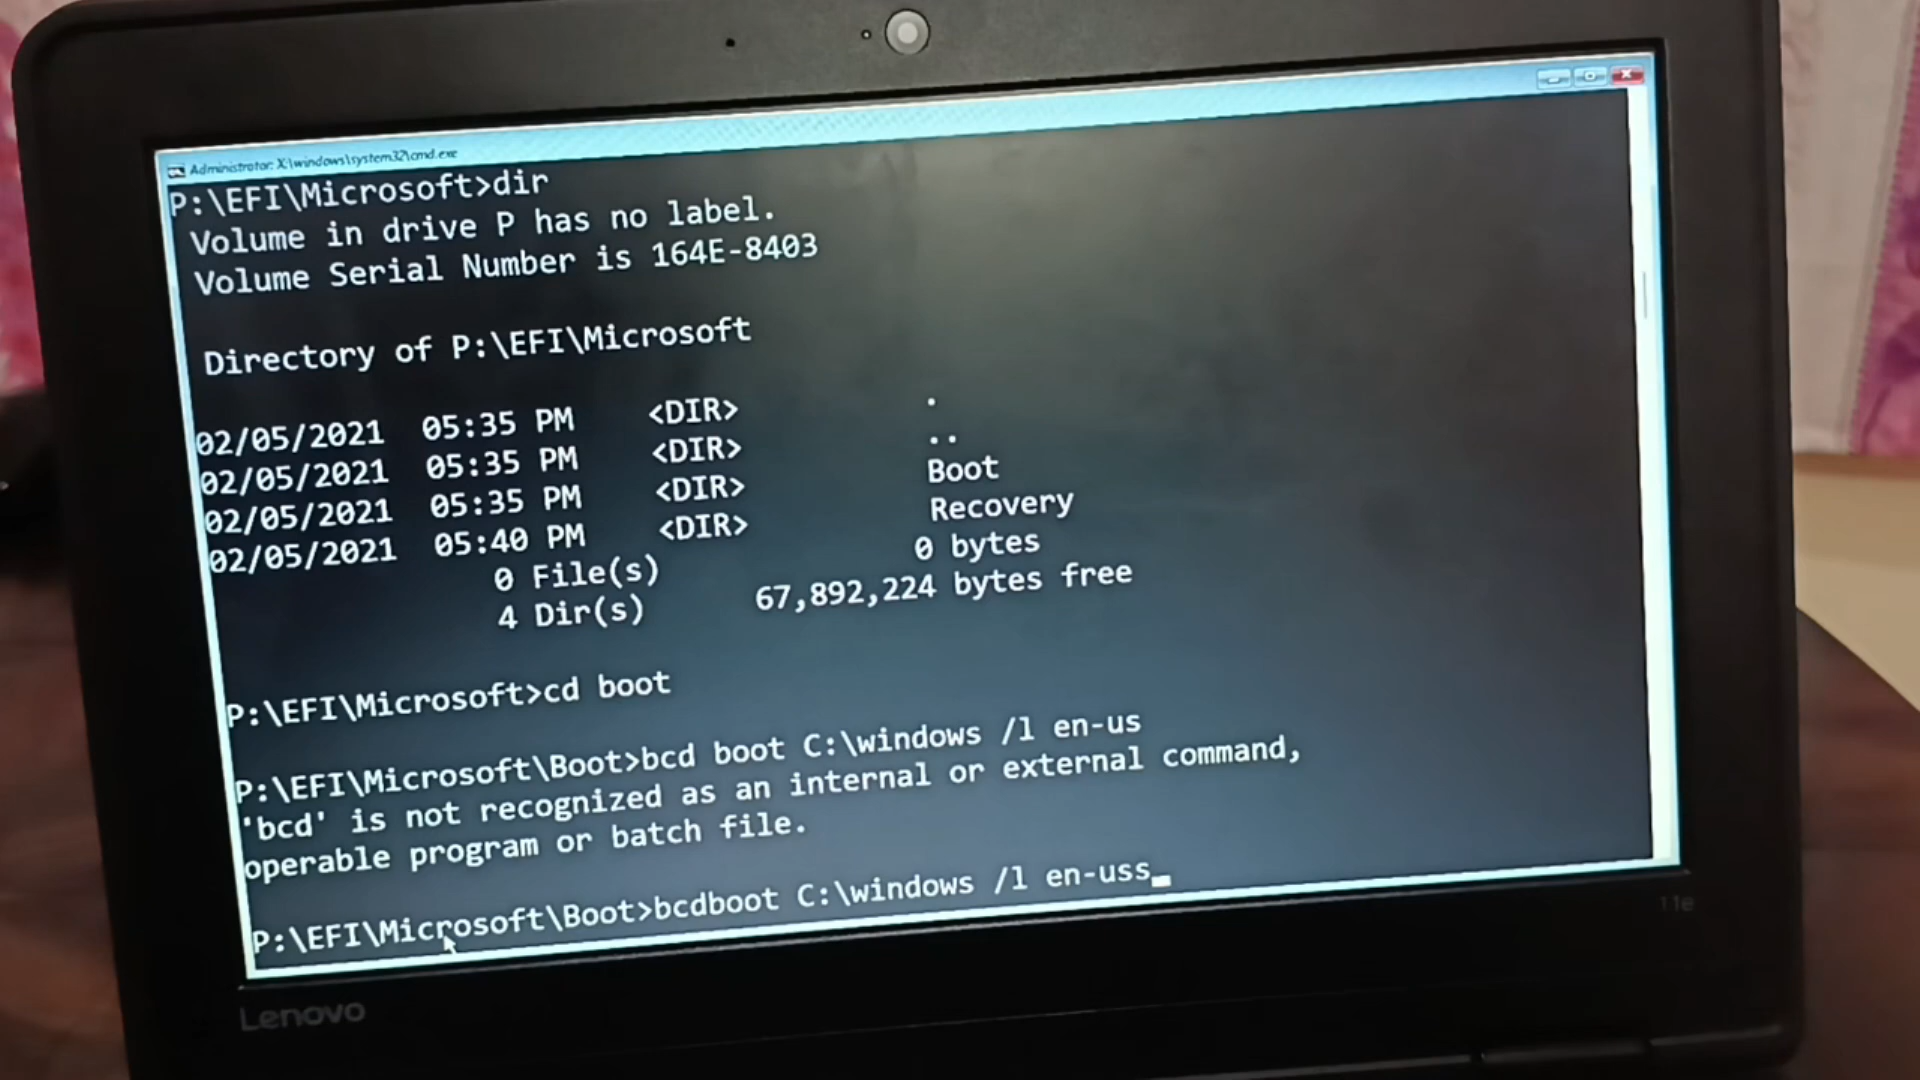 Administrator: X:\windows\system32\cmd.exe
P:\EFI\Microsoft>dir
Volume in drive P has no label.
Volume Serial Number is 164E-8403
Directory of P:\EFI\Microsoft
02/05/2021 05:35 PM <DIR> .
02/05/2021 05:35 PM <DIR> ..
02/05/2021 05:35 PM <DIR> Boot
02/05/2021 05:40 PM <DIR> Recovery
0 File(s) 0 bytes
4 Dir(s) 67,892,224 bytes free
P:\EFI\Microsoft>cd boot
P:\EFI\Microsoft\Boot>bcd boot C:\windows /l en-us
'bcd' is not recognized as an internal or external command,
operable program or batch file.
P:\EFI\Microsoft\Boot>bcdboot C:\windows /l en-uss
11e
Lenovo